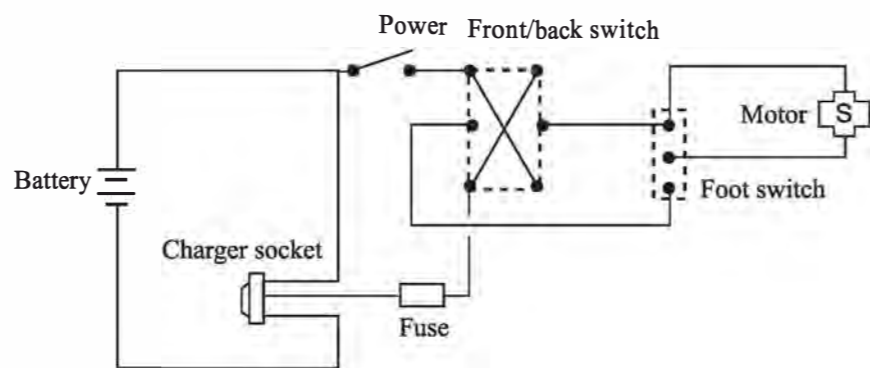 Power
Front/back switch
Motor
S
Battery
Foot switch
Charger socket
Fuse